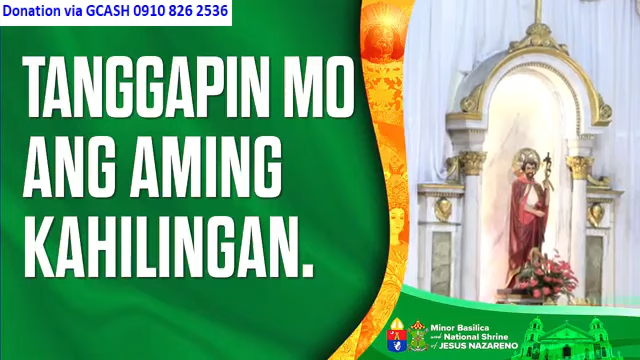 Donation via GCASH 0910 826 2536
TANGGAPIN MO
ANG AMING
KAHILINGAN.
Minor Basilica
and National Shrine
of JESUS NAZARENO